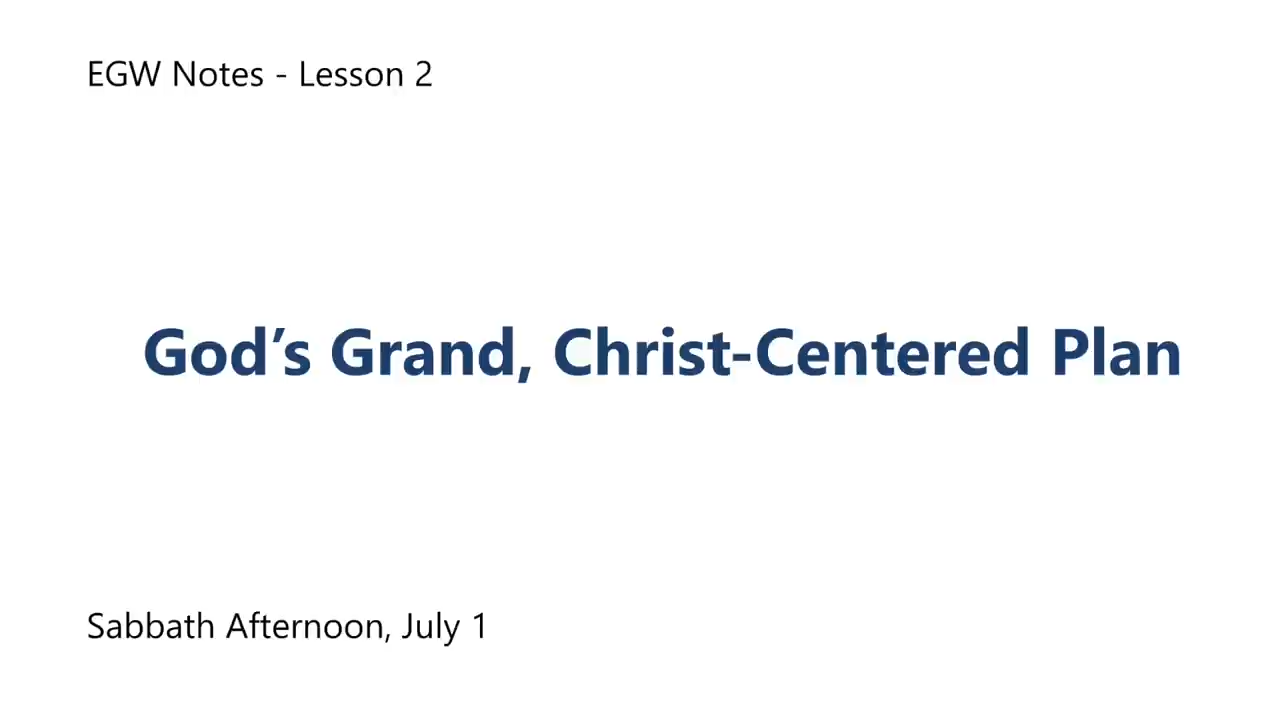 EGW Notes - Lesson 2
God’s Grand, Christ-Centered Plan
Sabbath Afternoon, July 1